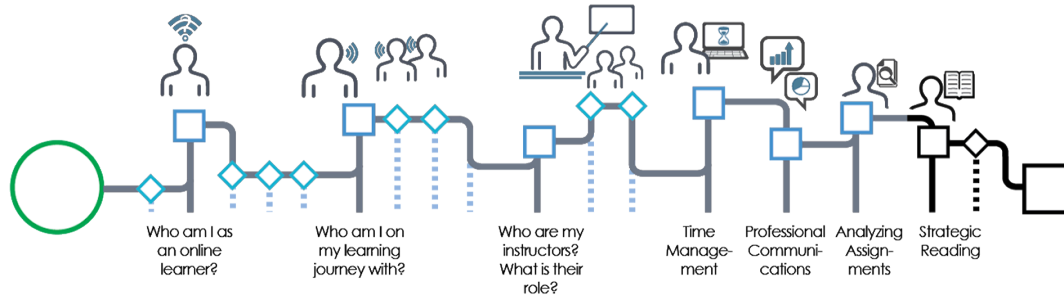 Who am I as
an online
learner?
Who am I on
my learning
journey with?
Who are my
instructors?
What is their
role?
Time
Manage-
ment
Professional
Communi-
cations
Analyzing
Assign-
ments
Strategic
Reading